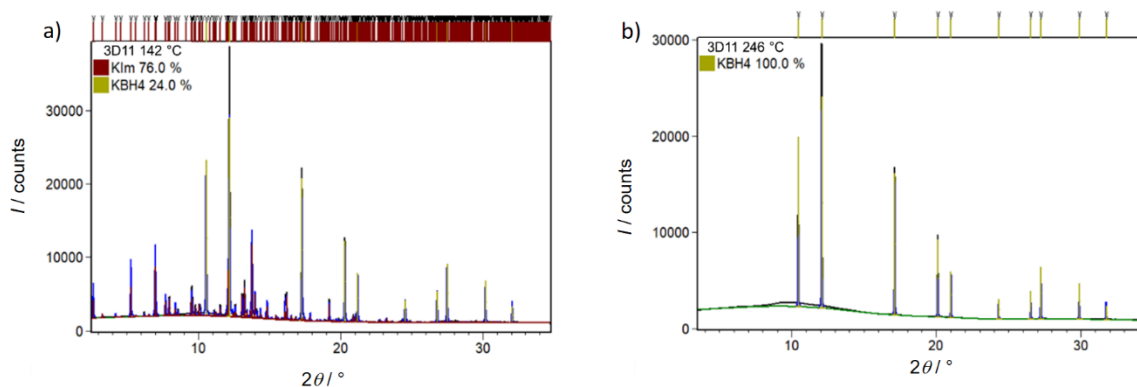 a)
3D11 142 °C
KIm 76.0 %
KBH4 24.0 %
I / counts
30000
20000
10000
0
10
20
30
2θ / °
b)
3D11 246 °C
KBH4 100.0 %
I / counts
30000
20000
10000
0
10
20
30
2θ / °